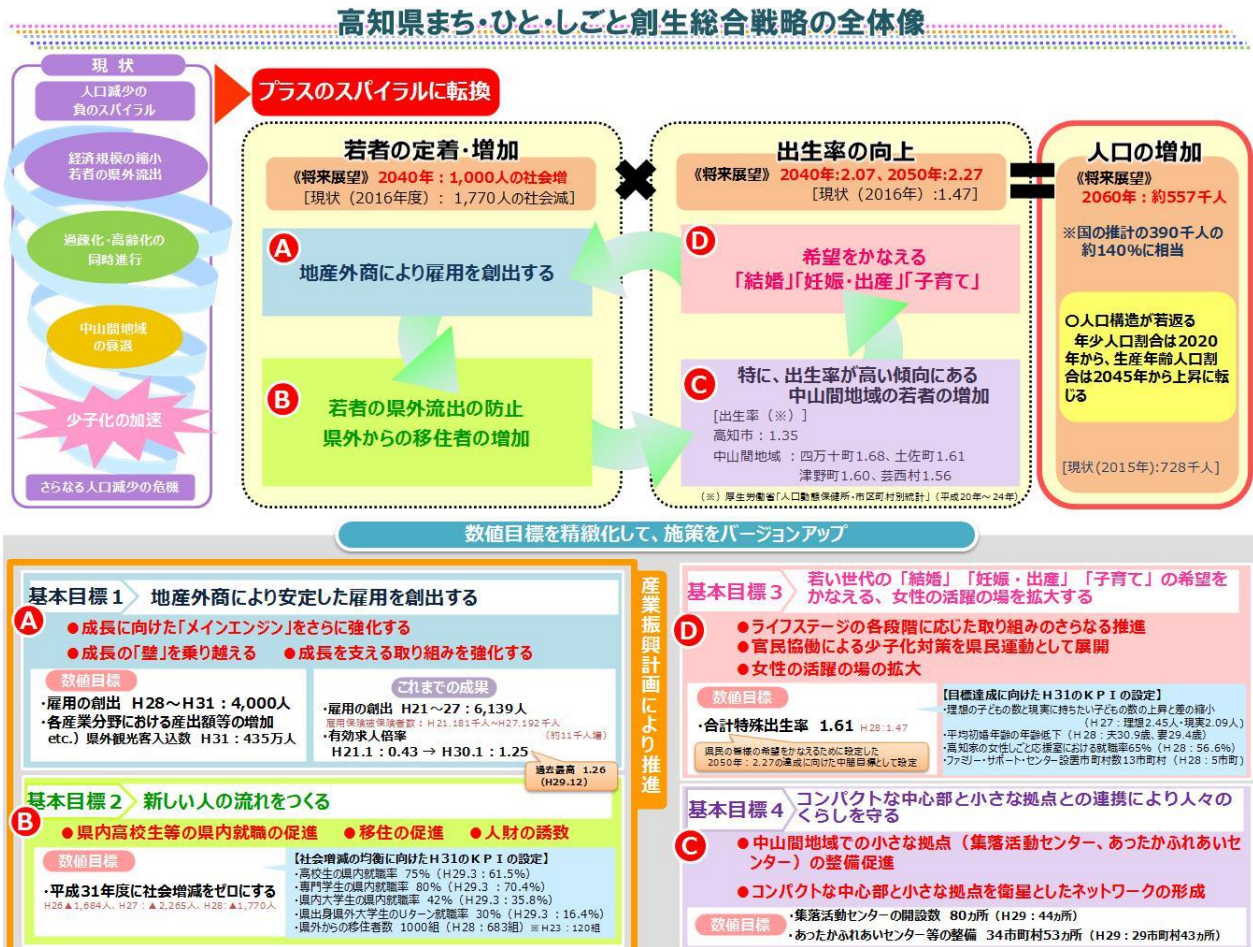 高知県まち・ひと・しごと創生総合戦略の全体像
現 状
人口減少の
負のスパイラル
経済規模の縮小
若者の県外流出
過疎化・高齢化の
同時進行
中山間地域
の衰退
少子化の加速
さらなる人口減少の危機
プラスのスパイラルに転換
若者の定着・増加
《将来展望》 2040年：1,000人の社会増
[現状（2016年度）： 1,770人の社会減]
A
地産外商により雇用を創出する
B
若者の県外流出の防止
県外からの移住者の増加
✖
出生率の向上
《将来展望》 2040年:2.07、2050年:2.27
[現状（2016年）:1.47]
D
希望をかなえる
「結婚」「妊娠・出産」「子育て」
C
特に、出生率が高い傾向にある
中山間地域の若者の増加
[出生率（※）]
高知市：1.35
中山間地域 ：四万十町1.68、土佐町1.61
津野町1.60、芸西村1.56
（※）厚生労働省「人口動態保健所・市区町村別統計」（平成20年～24年）
＝
人口の増加
《将来展望》
2060年：約557千人
※国の推計の390千人の
約140％に相当
○人口構造が若返る
年少人口割合は2020
年から、生産年齢人口割
合は2045年から上昇に転
じる
[現状(2015年):728千人]
数値目標を精緻化して、施策をバージョンアップ
基本目標１ 地産外商により安定した雇用を創出する
A
●成長に向けた「メインエンジン」をさらに強化する
●成長の「壁」を乗り越える ●成長を支える取り組みを強化する
数値目標
・雇用の創出 H28～H31：4,000人
・各産業分野における産出額等の増加
etc.）県外観光客入込数 H31：435万人
これまでの成果
・雇用の創出 H21～27：6,139人
雇用保険被保険者数：H21.181千人→H27.192千人
（約11千人増）
・有効求人倍率
H21.1：0.43 → H30.1：1.25
過去最高 1.26
（H29.12）
基本目標２ 新しい人の流れをつくる
B
●県内高校生等の県内就職の促進 ●移住の促進 ●人財の誘致
数値目標
・平成31年度に社会増減をゼロにする
H26▲1,684人、H27：▲2,265人、H28:▲1,770人
【社会増減の均衡に向けたH31のＫＰＩの設定】
・高校生の県内就職率 75%（H29.3：61.5%）
・専門学生の県内就職率 80%（H29.3 ：70.4%）
・県内大学生の県内就職率 42%（H29.3：35.8%）
・県出身県外大学生のUターン就職率 30%（H29.3 ：16.4%）
・県外からの移住者数 1000組（H28：683組）※H23：120組
産業振興計画により推進
基本目標３ 若い世代の「結婚」「妊娠・出産」「子育て」の希望を
かなえる、女性の活躍の場を拡大する
D
●ライフステージの各段階に応じた取り組みのさらなる推進
●官民協働による少子化対策を県民運動として展開
●女性の活躍の場の拡大
数値目標
・合計特殊出生率 1.61 H28:1.47
県民の皆様の希望をかなえるために設定した
2050年：2.27の達成に向けた中間目標として設定
【目標達成に向けたH31のＫＰＩの設定】
・理想の子どもの数と現実に持ちたい子どもの数の上昇と差の縮小
（H27：理想2.45人・現実2.09人）
・平均初婚年齢の年齢低下（H28：夫30.9歳、妻29.4歳）
・高知家の女性しごと応援室における就職率65%（H28：56.6%）
・ファミリー・サポート・センター設置市町村数13市町村（H28：5市町）
基本目標４ コンパクトな中心部と小さな拠点との連携により人々の
くらしを守る
C
●中山間地域での小さな拠点（集落活動センター、あったかふれあいセ
ンター）の整備促進
●コンパクトな中心部と小さな拠点を衛星としたネットワークの形成
数値目標
・集落活動センターの開設数 80ヵ所（H29：44ヵ所）
・あったかふれあいセンター等の整備 34市町村53ヵ所（H29：29市町村43ヵ所）